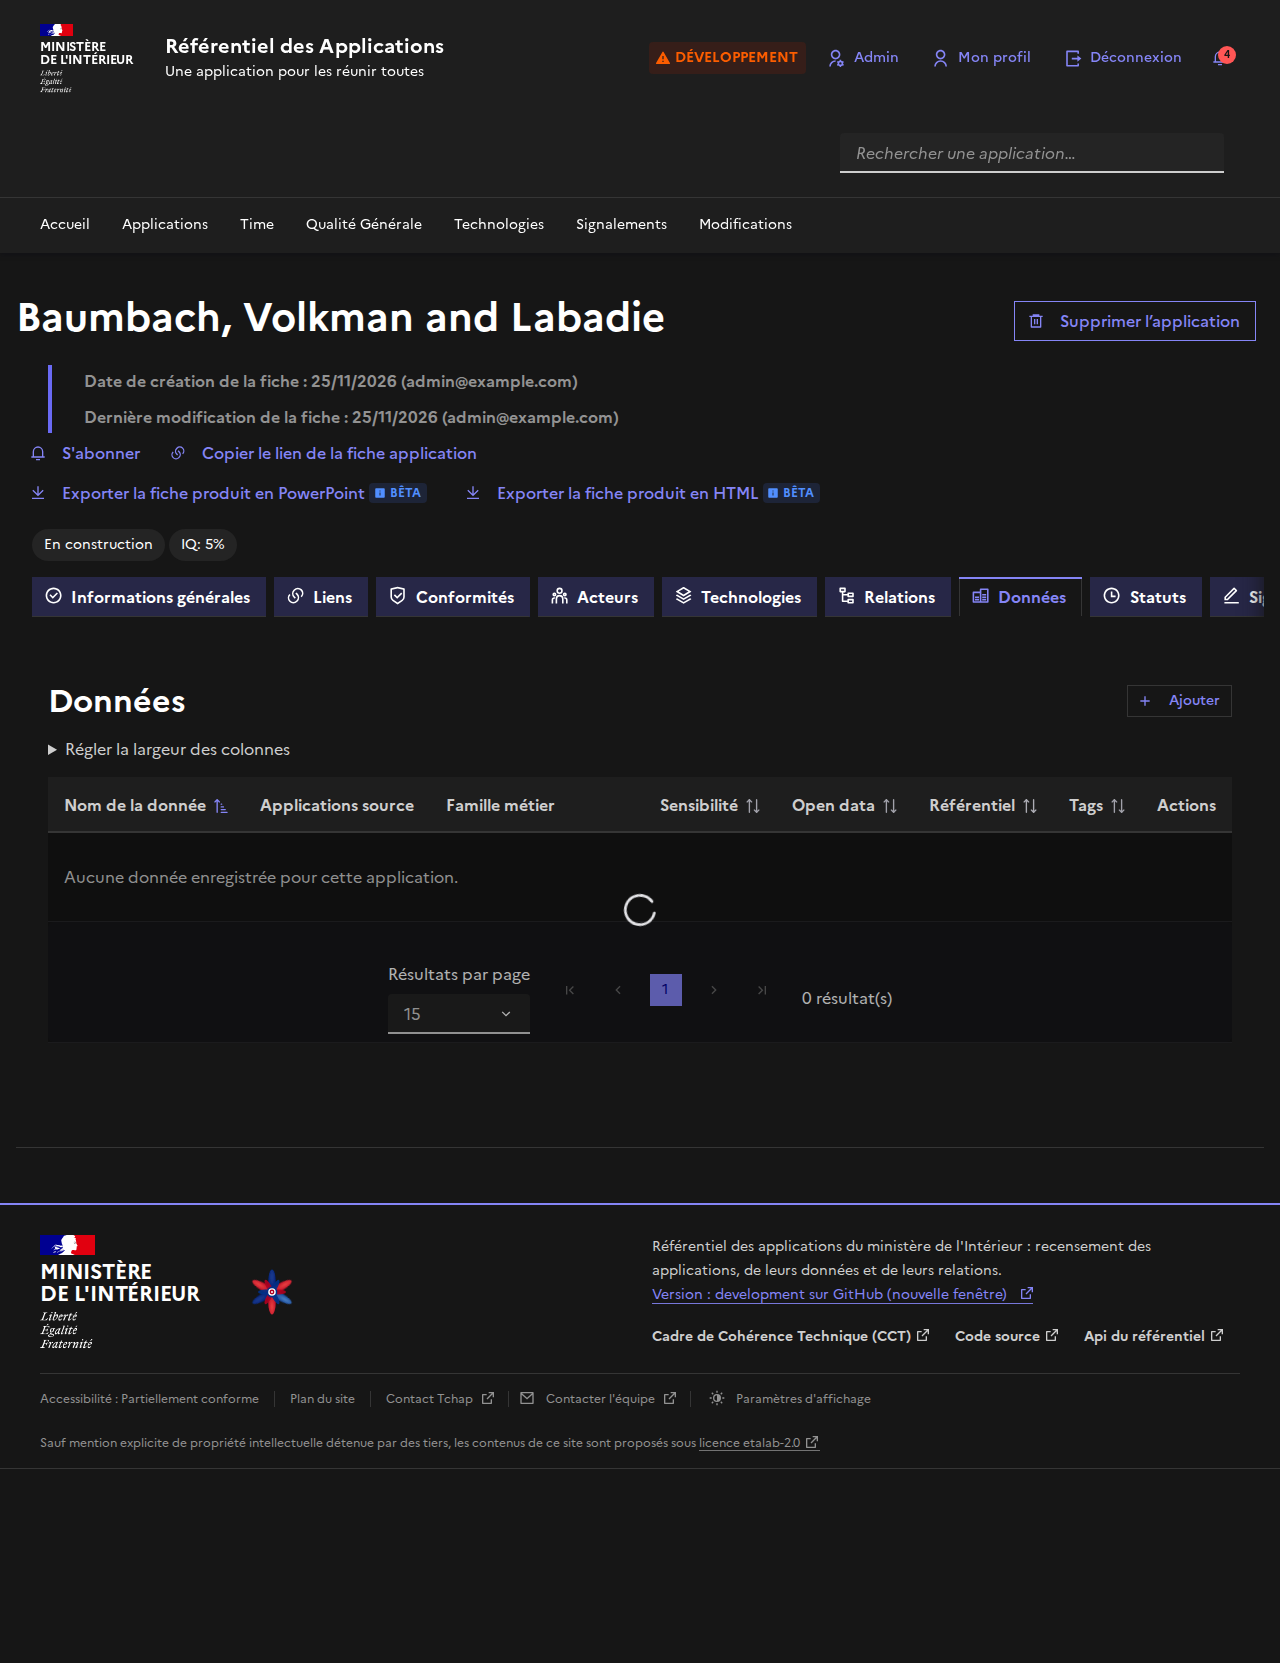 MINISTÈRE
DE L'INTÉRIEUR
Liberté
Égalité
Fraternité
Référentiel des Applications
Une application pour les réunir toutes
DÉVELOPPEMENT
Admin
Mon profil
Déconnexion
4
Rechercher une application…
Accueil
Applications
Time
Qualité Générale
Technologies
Signalements
Modifications
Baumbach, Volkman and Labadie
Supprimer l’application
Date de création de la fiche : 25/11/2026 (admin@example.com)
Dernière modification de la fiche : 25/11/2026 (admin@example.com)
S'abonner
Copier le lien de la fiche application
Exporter la fiche produit en PowerPoint BÊTA
Exporter la fiche produit en HTML BÊTA
En construction
IQ: 5%
Informations générales
Liens
Conformités
Acteurs
Technologies
Relations
Données
Statuts
Données
Ajouter
Régler la largeur des colonnes
Nom de la donnée
Applications source
Famille métier
Sensibilité
Open data
Référentiel
Tags
Actions
Aucune donnée enregistrée pour cette application.
Résultats par page
15
1
0 résultat(s)
MINISTÈRE
DE L'INTÉRIEUR
Liberté
Égalité
Fraternité
Référentiel des applications du ministère de l'Intérieur : recensement des
applications, de leurs données et de leurs relations.
Version : development sur GitHub (nouvelle fenêtre)
Cadre de Cohérence Technique (CCT)
Code source
Api du référentiel
Accessibilité : Partiellement conforme
Plan du site
Contact Tchap
Contacter l'équipe
Paramètres d'affichage
Sauf mention explicite de propriété intellectuelle détenue par des tiers, les contenus de ce site sont proposés sous licence etalab-2.0